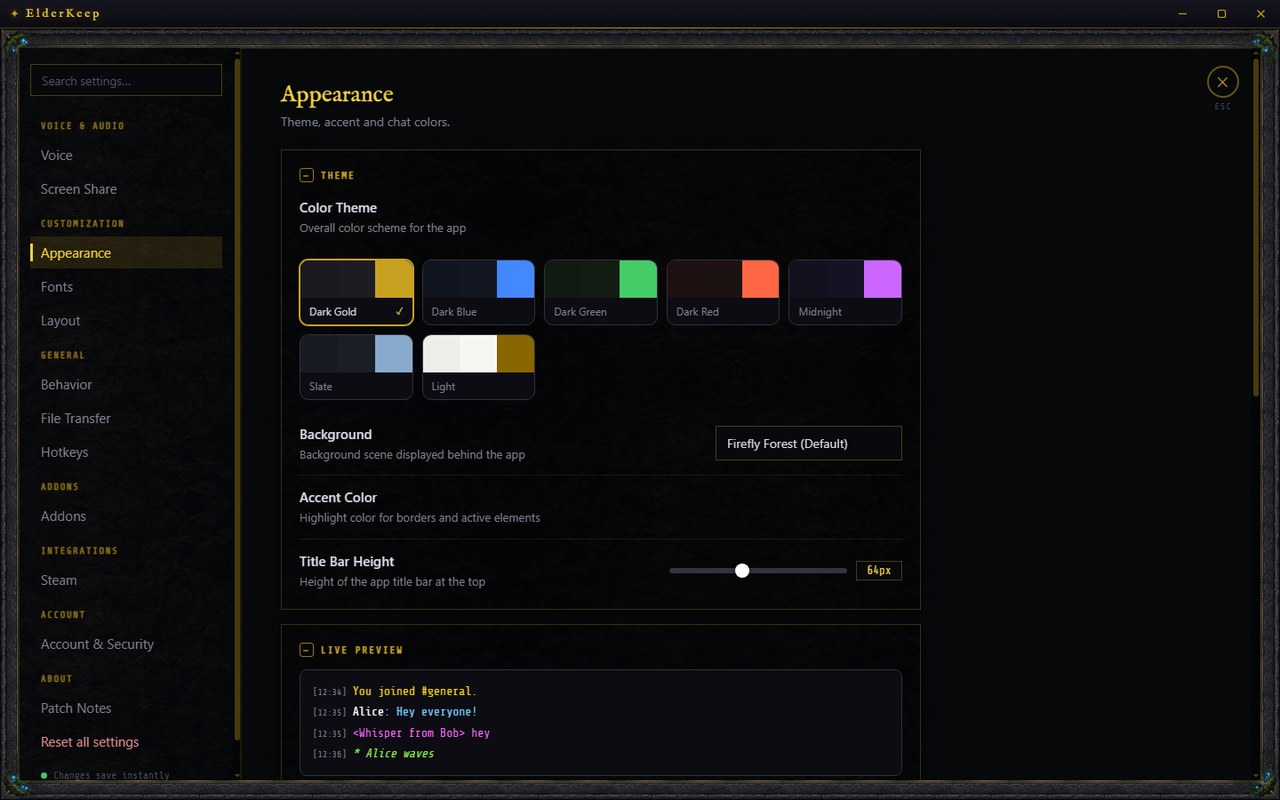 ✦ ElderKeep
Search settings...
VOICE & AUDIO
Voice
Screen Share
CUSTOMIZATION
Appearance
Fonts
Layout
GENERAL
Behavior
File Transfer
Hotkeys
ADDONS
Addons
INTEGRATIONS
Steam
ACCOUNT
Account & Security
ABOUT
Patch Notes
Reset all settings
Changes save instantly
Appearance
Theme, accent and chat colors.
ESC
THEME
Color Theme
Overall color scheme for the app
Dark Gold ✓
Dark Blue
Dark Green
Dark Red
Midnight
Slate
Light
Background
Background scene displayed behind the app
Firefly Forest (Default)
Accent Color
Highlight color for borders and active elements
Title Bar Height
Height of the app title bar at the top
64px
LIVE PREVIEW
[12:34] You joined #general.
[12:35] Alice: Hey everyone!
[12:35] <Whisper from Bob> hey
[12:36] * Alice waves